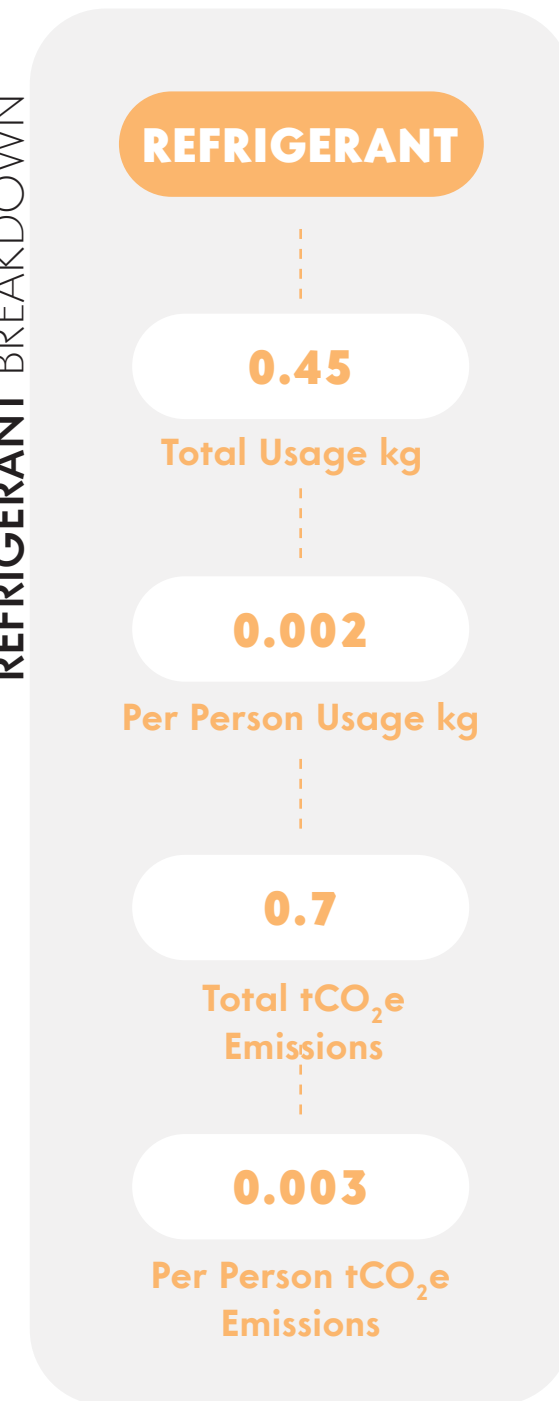 REFRIGERANT BREAKDOWN
REFRIGERANT
0.45
Total Usage kg
0.002
Per Person Usage kg
0.7
Total tCO₂e
Emissions
0.003
Per Person tCO₂e
Emissions